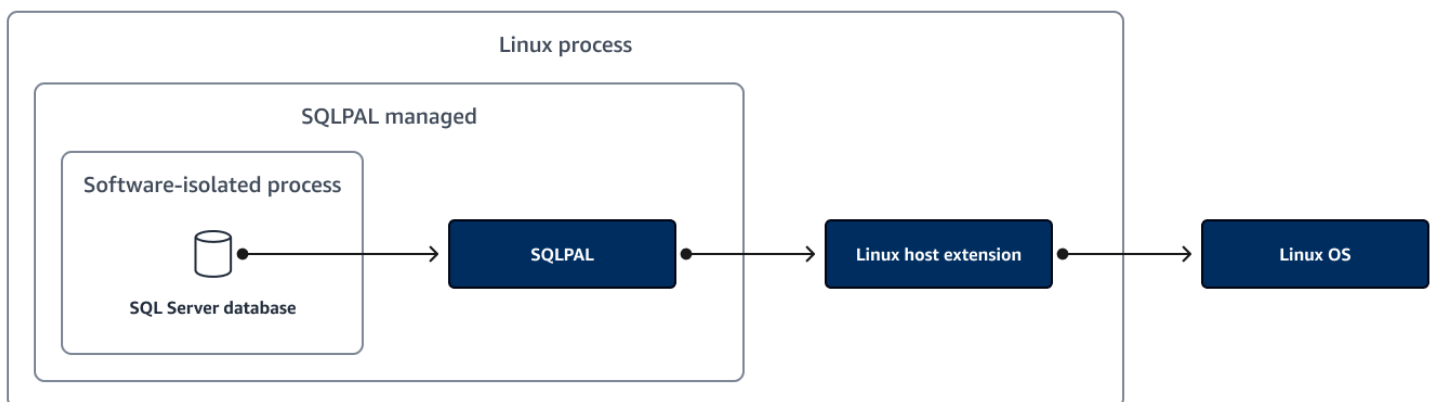 Linux process
SQLPAL managed
Software-isolated process
SQL Server database
SQLPAL
Linux host extension
Linux OS